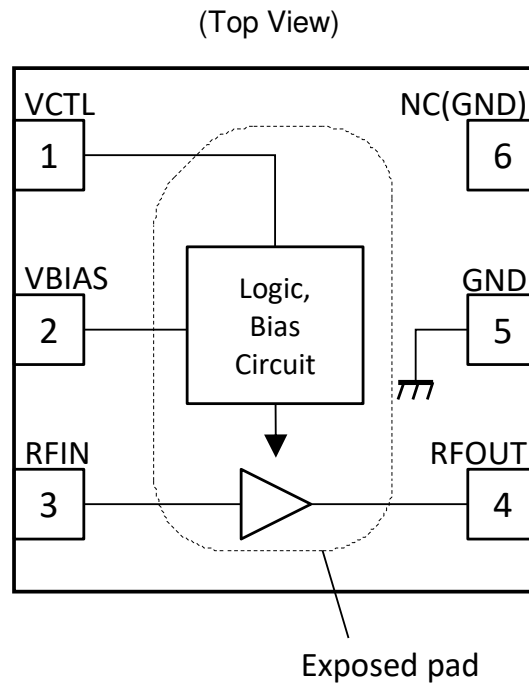 (Top View)
VCTL
1
NC(GND)
6
VBIAS
2
Logic,
Bias
Circuit
GND
5
RFIN
3
RFOUT
4
Exposed pad